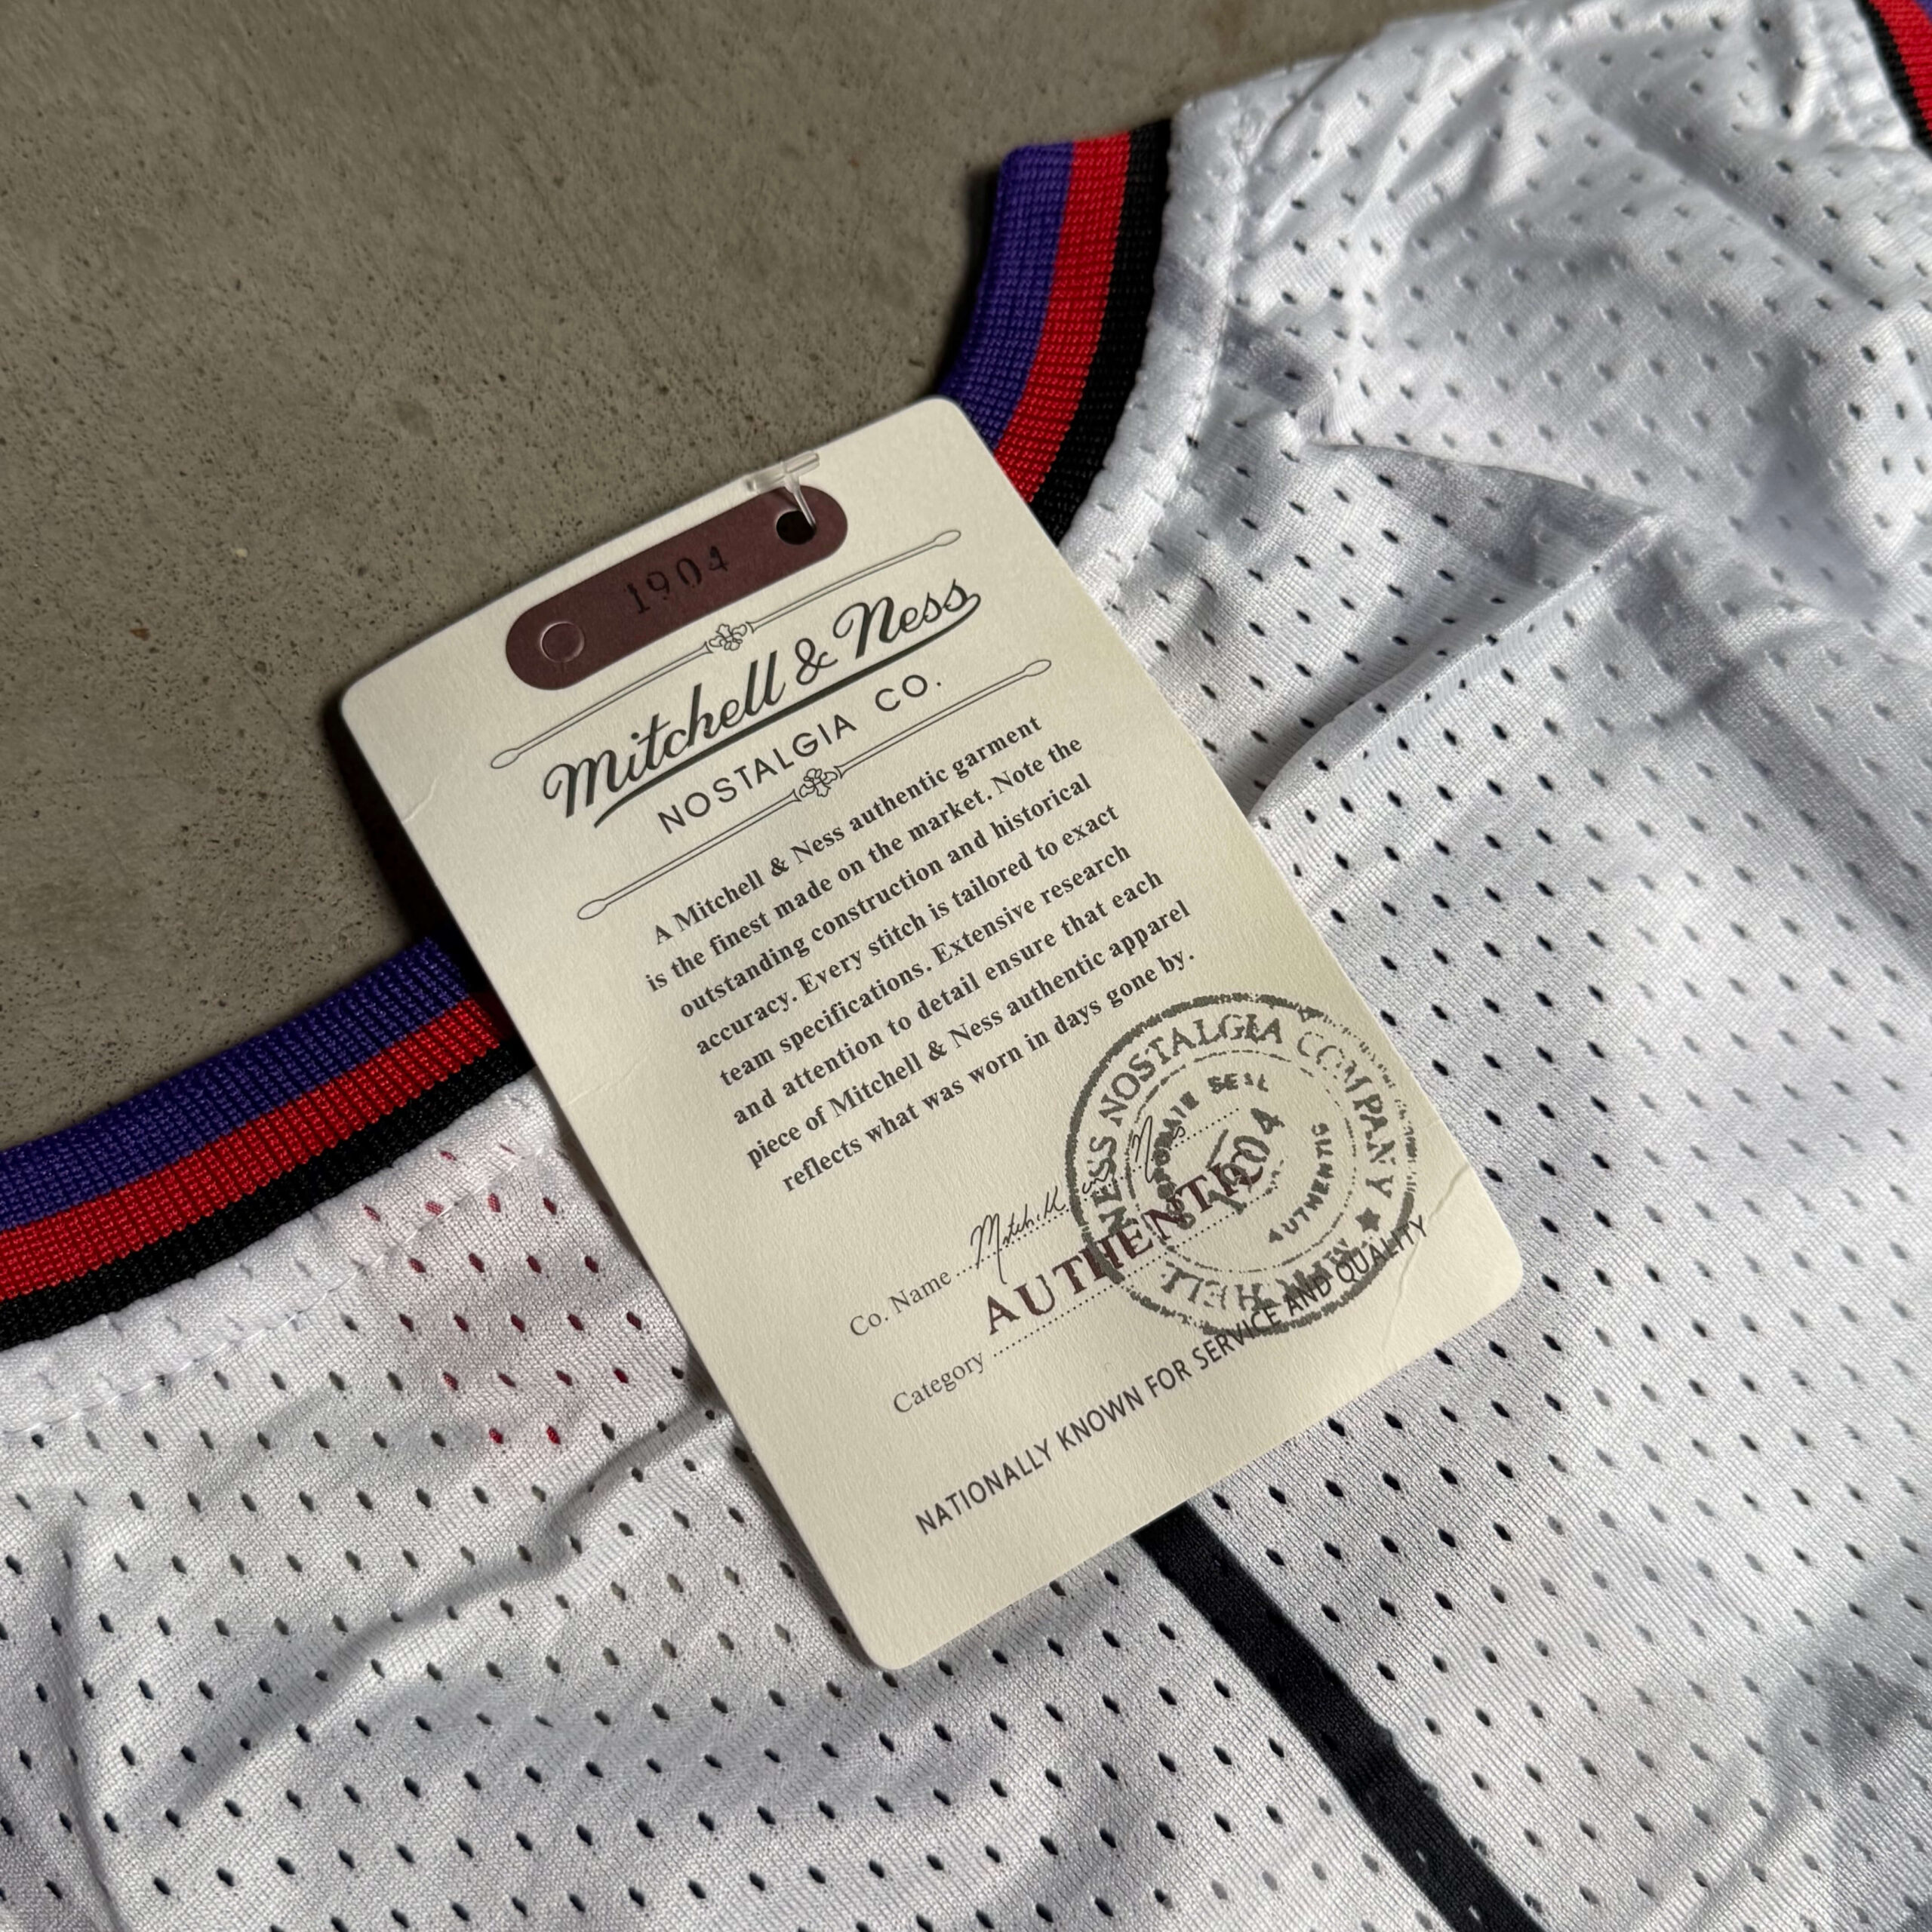 1904
Mitchell & Ness
NOSTALGIA CO.
A Mitchell & Ness authentic garment
is the finest made on the market. Note the
outstanding construction and historical
accuracy. Every stitch is tailored to exact
team specifications. Extensive research
and attention to detail ensure that each
piece of Mitchell & Ness authentic apparel
reflects what was worn in days gone by.
Co. Name Mitchell
Category AUTHENTIC
NESS NOSTALGIA COMPANY ★
1904
AUTHENTIC
NATIONALLY KNOWN FOR SERVICE AND QUALITY